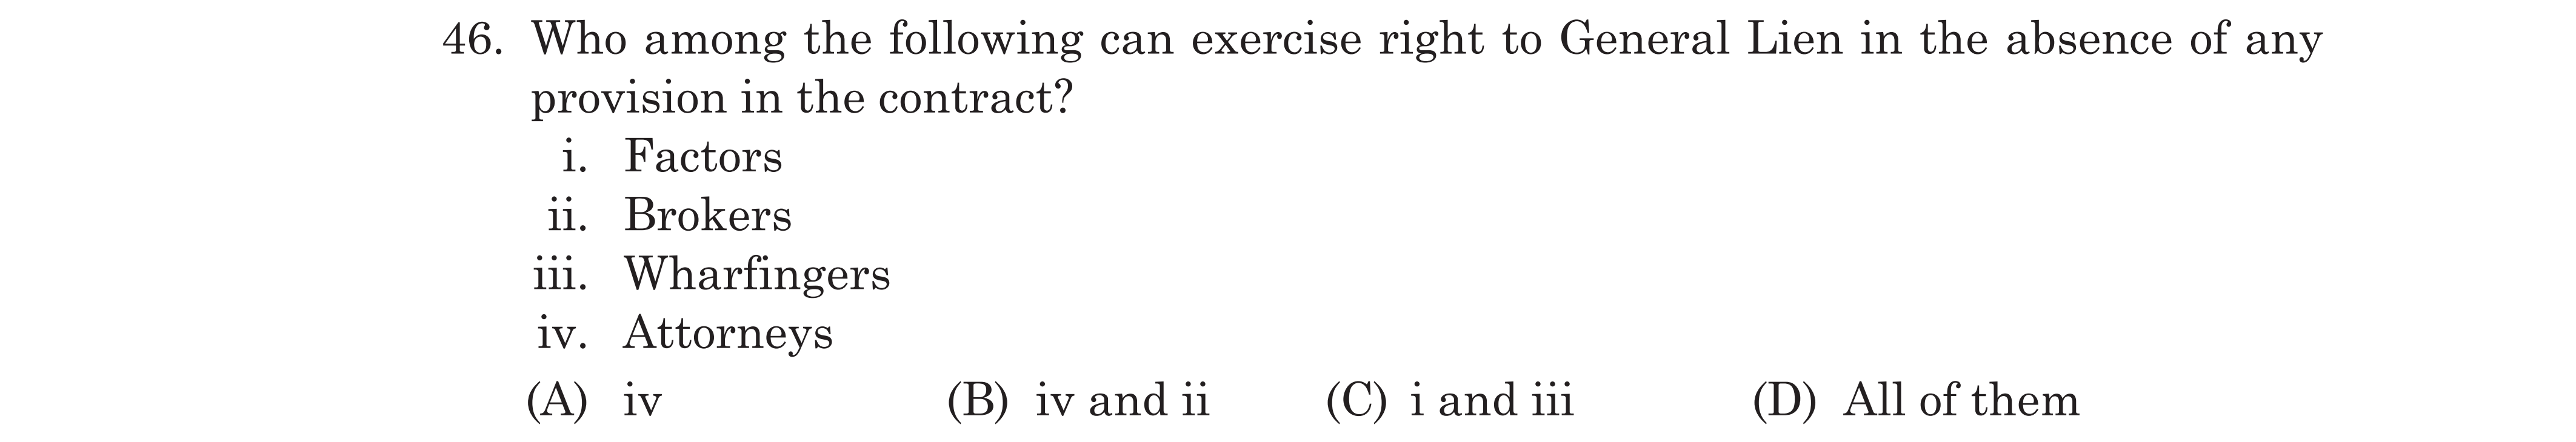 46. Who among the following can exercise right to General Lien in the absence of any
provision in the contract?
i. Factors
ii. Brokers
iii. Wharfingers
iv. Attorneys
(A) iv (B) iv and ii (C) i and iii (D) All of them